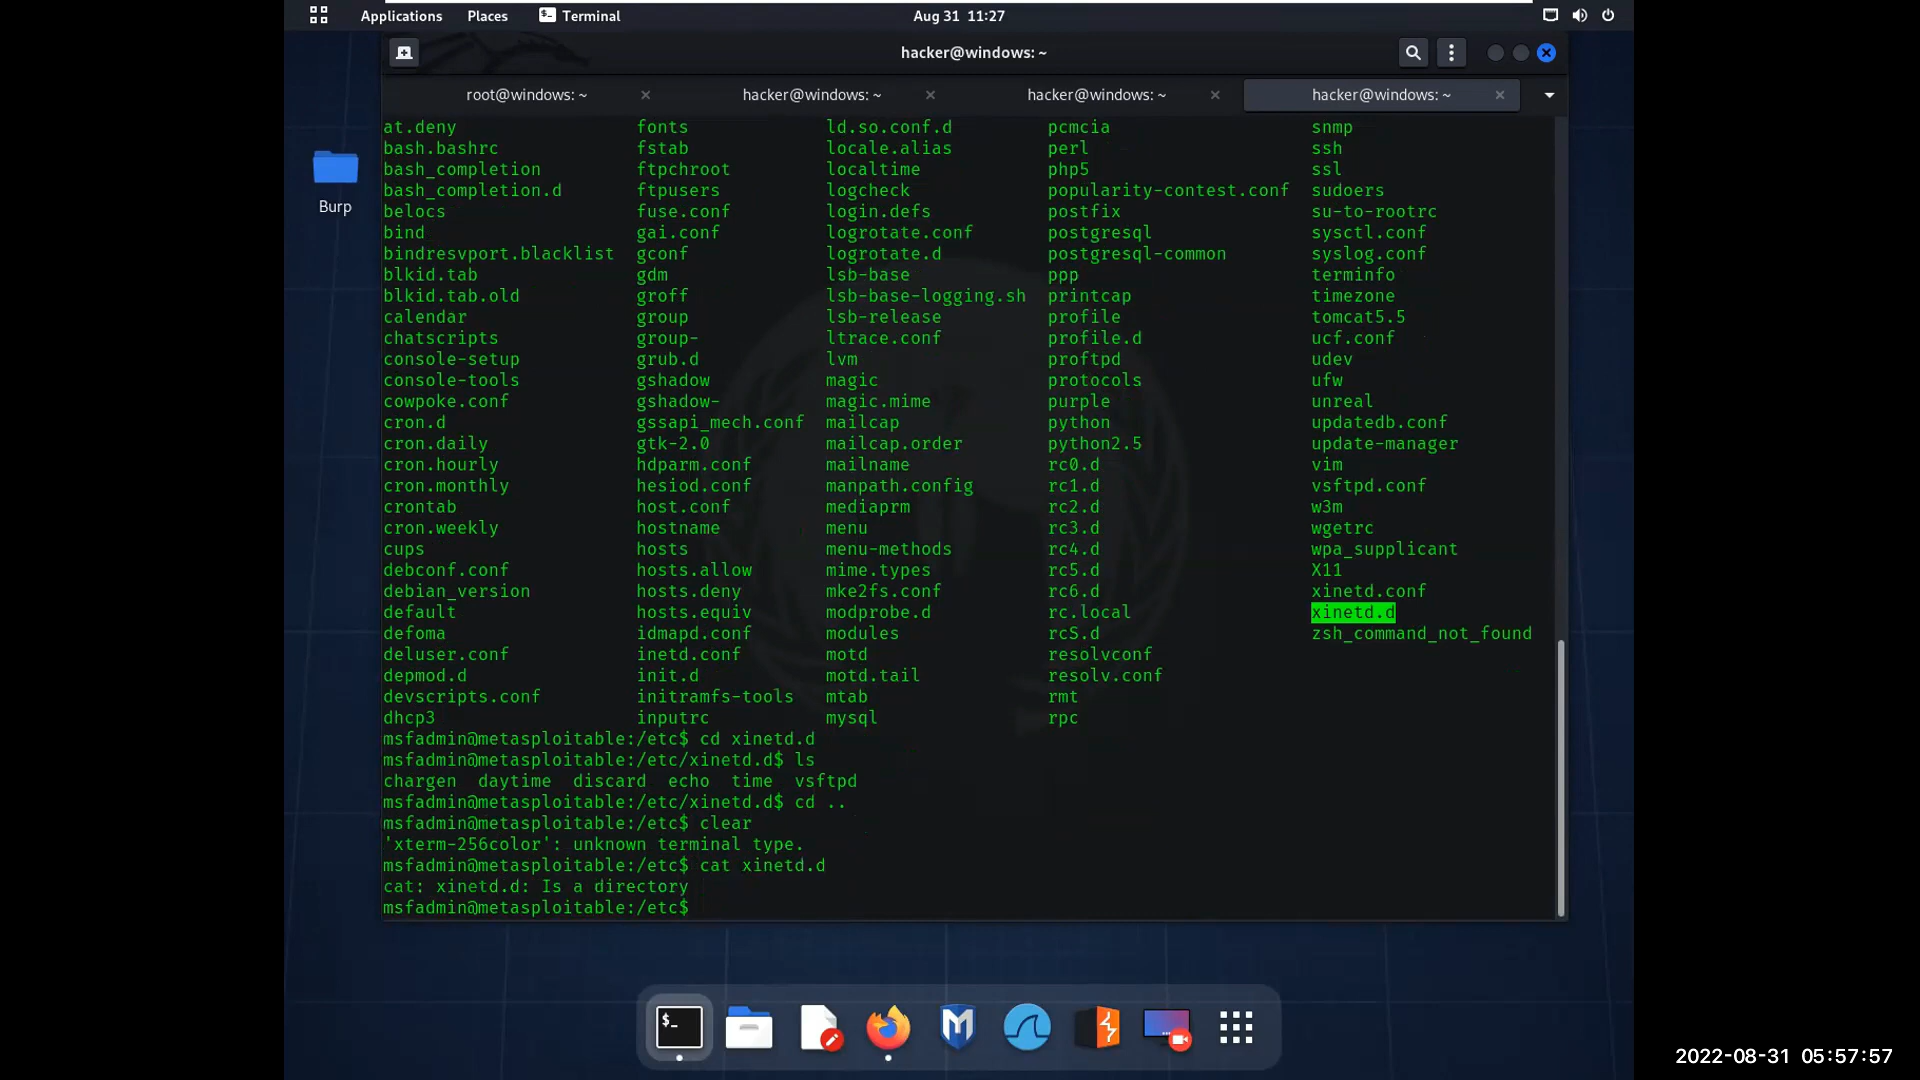 Applications Places Terminal Aug 31 11:27
hacker@windows: ~
root@windows: ~ hacker@windows: ~ hacker@windows: ~ hacker@windows: ~
Burp
at.deny fonts ld.so.conf.d pcmcia snmp
bash.bashrc fstab locale.alias perl ssh
bash_completion ftpchroot localtime php5 ssl
bash_completion.d ftpusers logcheck popularity-contest.conf sudoers
belocs fuse.conf login.defs postfix su-to-rootrc
bind gai.conf logrotate.conf postgresql sysctl.conf
bindresvport.blacklist gconf logrotate.d postgresql-common syslog.conf
blkid.tab gdm lsb-base ppp terminfo
blkid.tab.old groff lsb-base-logging.sh printcap timezone
calendar group lsb-release profile tomcat5.5
chatscripts group- ltrace.conf profile.d ucf.conf
console-setup grub.d lvm proftpd udev
console-tools gshadow magic protocols ufw
cowpoke.conf gshadow- magic.mime purple unreal
cron.d gssapi_mech.conf mailcap python updatedb.conf
cron.daily gtk-2.0 mailcap.order python2.5 update-manager
cron.hourly hdparm.conf mailname rc0.d vim
cron.monthly hesiod.conf manpath.config rc1.d vsftpd.conf
crontab host.conf mediaprm rc2.d w3m
cron.weekly hostname menu rc3.d wgetrc
cups hosts menu-methods rc4.d wpa_supplicant
debconf.conf hosts.allow mime.types rc5.d X11
debian_version hosts.deny mke2fs.conf rc6.d xinetd.conf
default hosts.equiv modprobe.d rc.local xinetd.d
defoma idmapd.conf modules rcS.d zsh_command_not_found
deluser.conf inetd.conf motd resolvconf
depmod.d init.d motd.tail resolv.conf
devscripts.conf initramfs-tools mtab rmt
dhcp3 inputrc mysql rpc
msfadmin@metasploitable:/etc$ cd xinetd.d
msfadmin@metasploitable:/etc/xinetd.d$ ls
chargen daytime discard echo time vsftpd
msfadmin@metasploitable:/etc/xinetd.d$ cd ..
msfadmin@metasploitable:/etc$ clear
'xterm-256color': unknown terminal type.
msfadmin@metasploitable:/etc$ cat xinetd.d
cat: xinetd.d: Is a directory
msfadmin@metasploitable:/etc$
2022-08-31 05:57:57